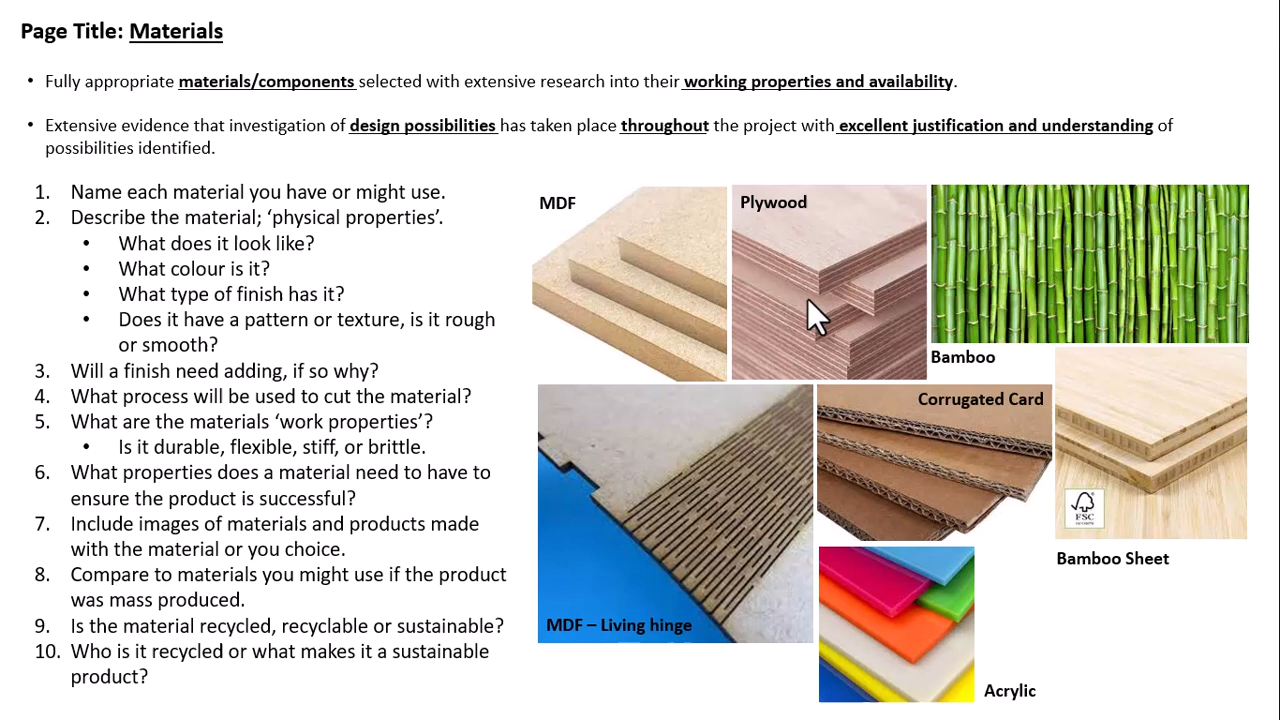 Page Title: Materials
• Fully appropriate materials/components selected with extensive research into their working properties and availability.
• Extensive evidence that investigation of design possibilities has taken place throughout the project with excellent justification and understanding of
possibilities identified.
1. Name each material you have or might use.
2. Describe the material; ‘physical properties’.
• What does it look like?
• What colour is it?
• What type of finish has it?
• Does it have a pattern or texture, is it rough
or smooth?
3. Will a finish need adding, if so why?
4. What process will be used to cut the material?
5. What are the materials ‘work properties’?
• Is it durable, flexible, stiff, or brittle.
6. What properties does a material need to have to
ensure the product is successful?
7. Include images of materials and products made
with the material or you choice.
8. Compare to materials you might use if the product
was mass produced.
9. Is the material recycled, recyclable or sustainable?
10. Who is it recycled or what makes it a sustainable
product?
MDF
Plywood
Bamboo
Corrugated Card
FSC
Bamboo Sheet
MDF – Living hinge
Acrylic